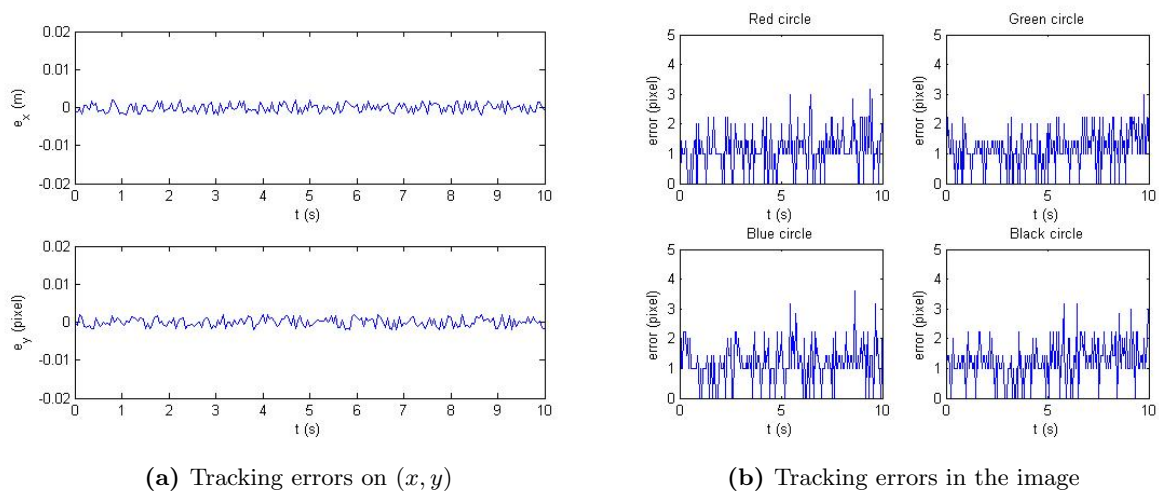 0.02
0.01
0
-0.01
-0.02
e_x (m)
0 1 2 3 4 5 6 7 8 9 10
t (s)
0.02
0.01
0
-0.01
-0.02
e_y (pixel)
0 1 2 3 4 5 6 7 8 9 10
t (s)
(a) Tracking errors on (x, y)
Red circle
5
4
3
2
1
0
error (pixel)
0 5 10
t (s)
Green circle
5
4
3
2
1
0
error (pixel)
0 5 10
t (s)
Blue circle
5
4
3
2
1
0
error (pixel)
0 5 10
t (s)
Black circle
5
4
3
2
1
0
error (pixel)
0 5 10
t (s)
(b) Tracking errors in the image